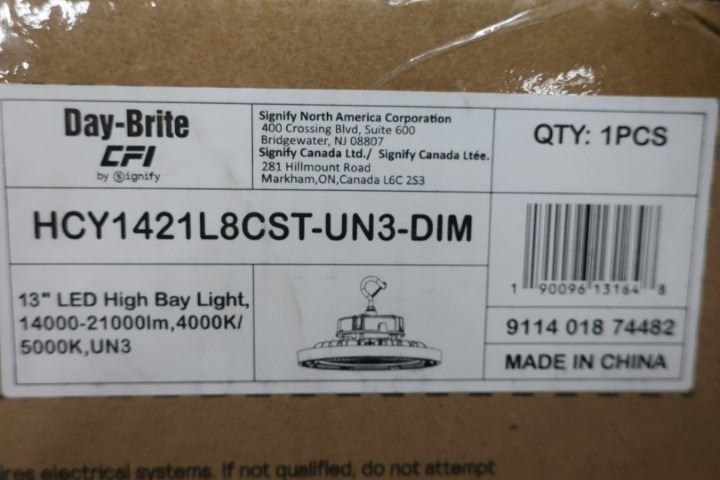 Day-Brite
CFI
by Signify
Signify North America Corporation
400 Crossing Blvd, Suite 600
Bridgewater, NJ 08807
Signify Canada Ltd./ Signify Canada Ltée.
281 Hillmount Road
Markham,ON,Canada L6C 2S3
QTY: 1PCS
HCY1421L8CST-UN3-DIM
1 90096 13164 8
13" LED High Bay Light,
14000-21000lm,4000K/
5000K,UN3
9114 018 74482
MADE IN CHINA
electrical systems. If not qualified, do not attempt